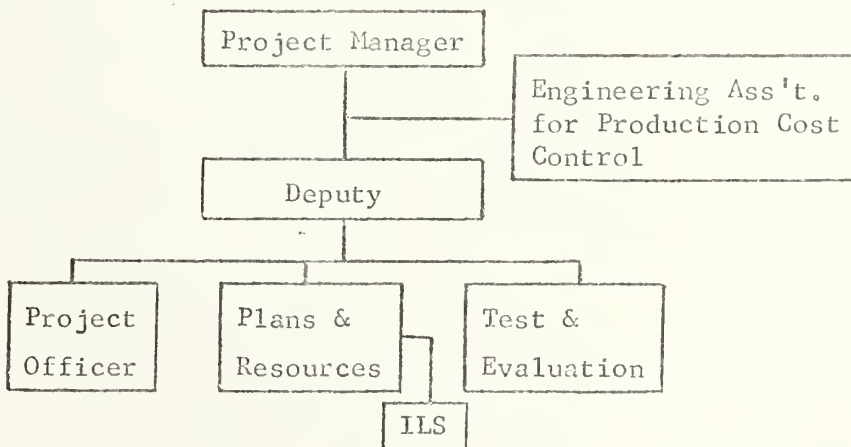 Project Manager
Engineering Ass't.
for Production Cost
Control
Deputy
Project
Officer
Plans &
Resources
Test &
Evaluation
ILS